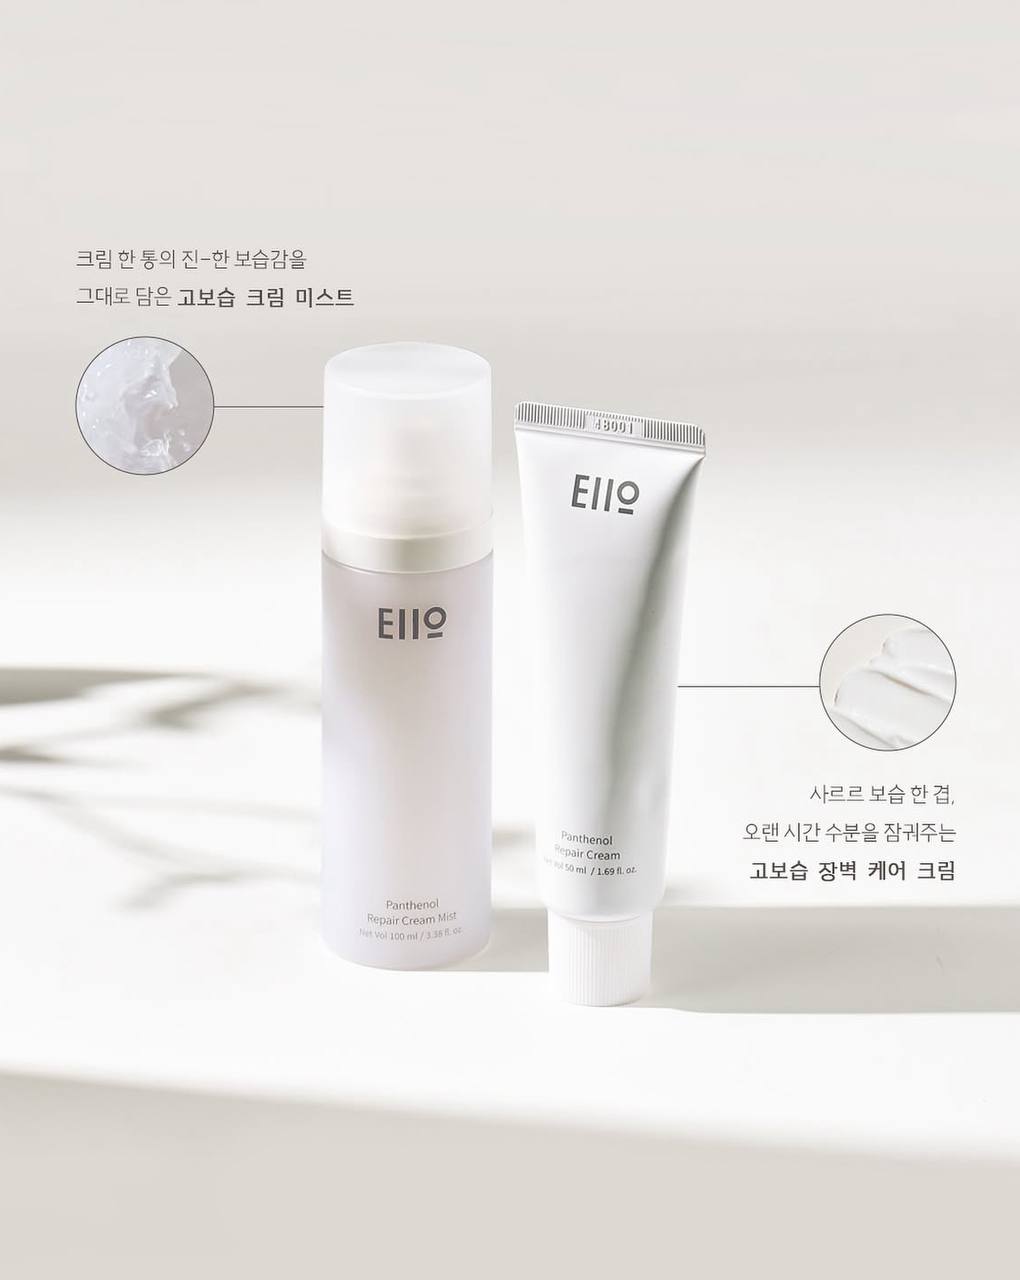 크림 한 통의 진-한 보습감을
그대로 담은 고보습 크림 미스트
EIIO
Panthenol
Repair Cream Mist
Net Vol 100 ml / 3.38 fl. oz.
EIIO
Panthenol
Repair Cream
Net Vol 50 ml / 1.69 fl. oz.
사르르 보습 한 겹,
오랜 시간 수분을 잠궈주는
고보습 장벽 케어 크림